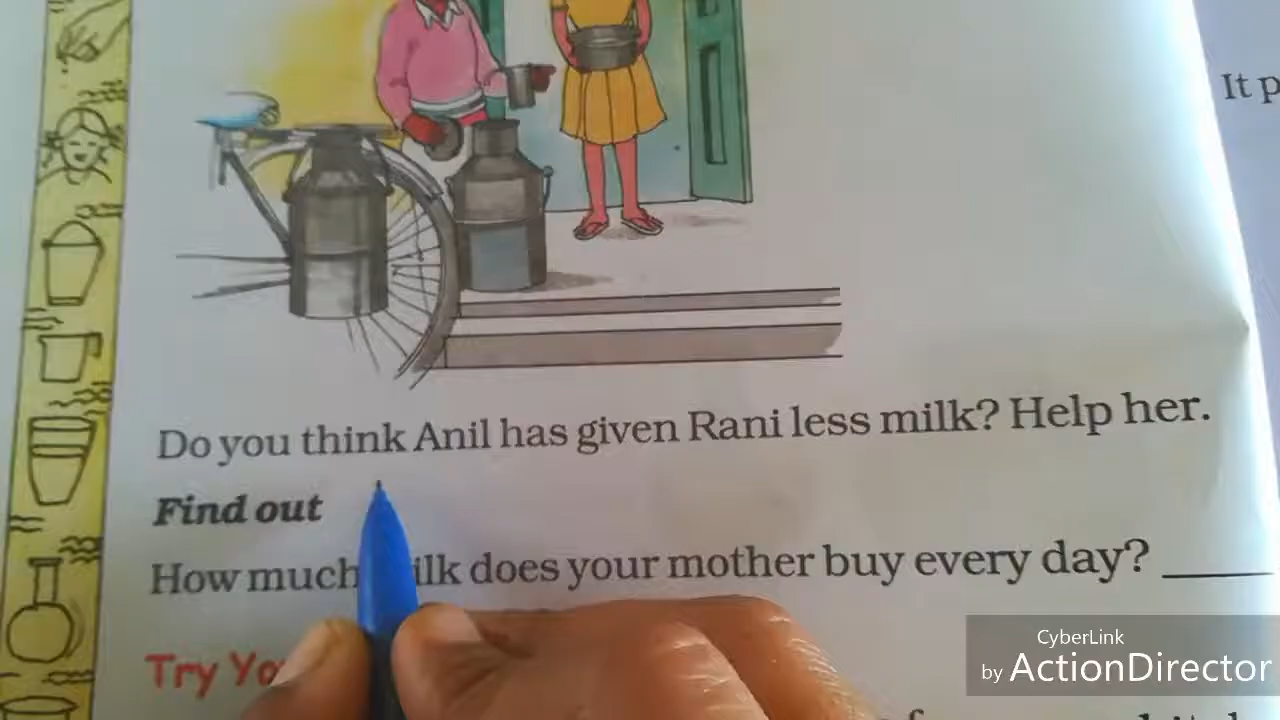 It p
Do you think Anil has given Rani less milk? Help her.
Find out
How much ilk does your mother buy every day?
Try Yo
CyberLink
by ActionDirector